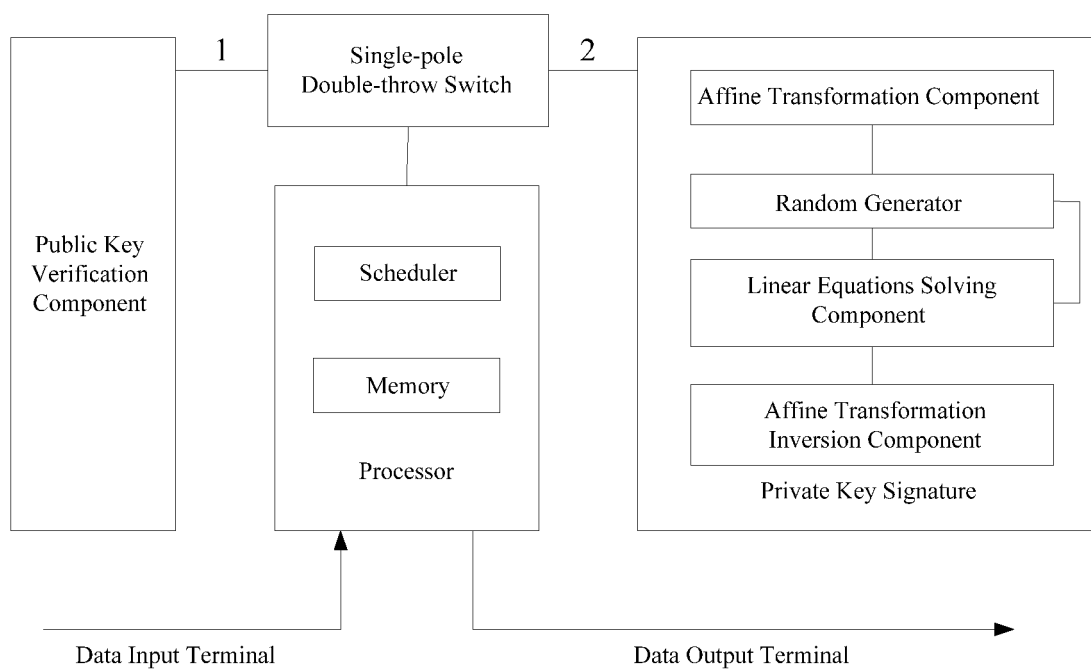 1
Single-pole
Double-throw Switch
2
Public Key
Verification
Component
Scheduler
Memory
Processor
Affine Transformation Component
Random Generator
Linear Equations Solving
Component
Affine Transformation
Inversion Component
Private Key Signature
Data Input Terminal
Data Output Terminal